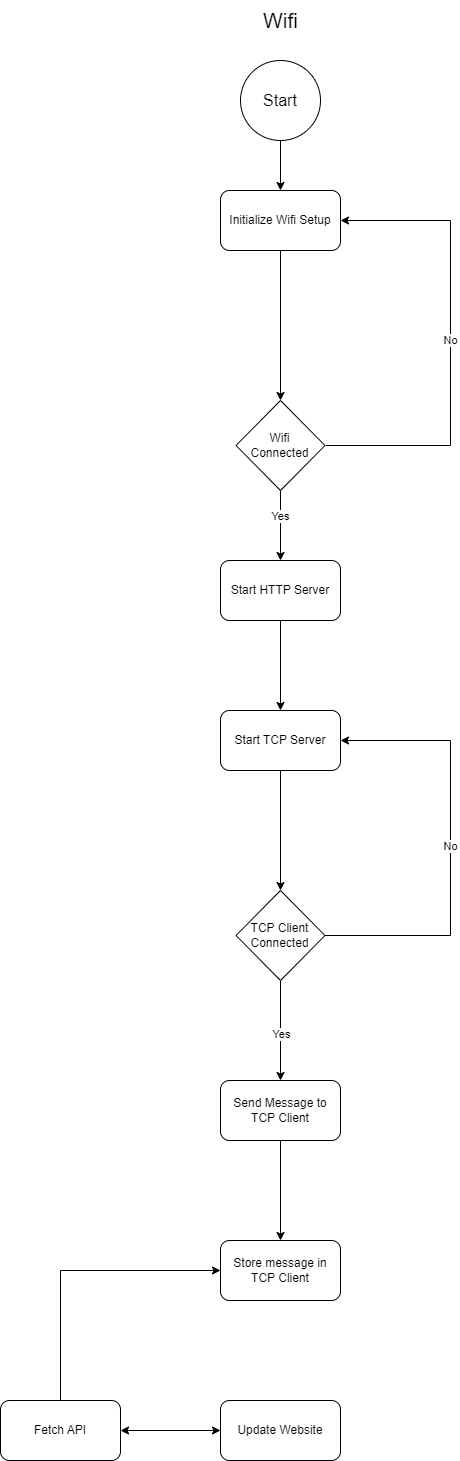 Wifi
Start
Initialize Wifi Setup
No
Wifi
Connected
Yes
Start HTTP Server
Start TCP Server
No
TCP Client
Connected
Yes
Send Message to
TCP Client
Store message in
TCP Client
Fetch API
Update Website